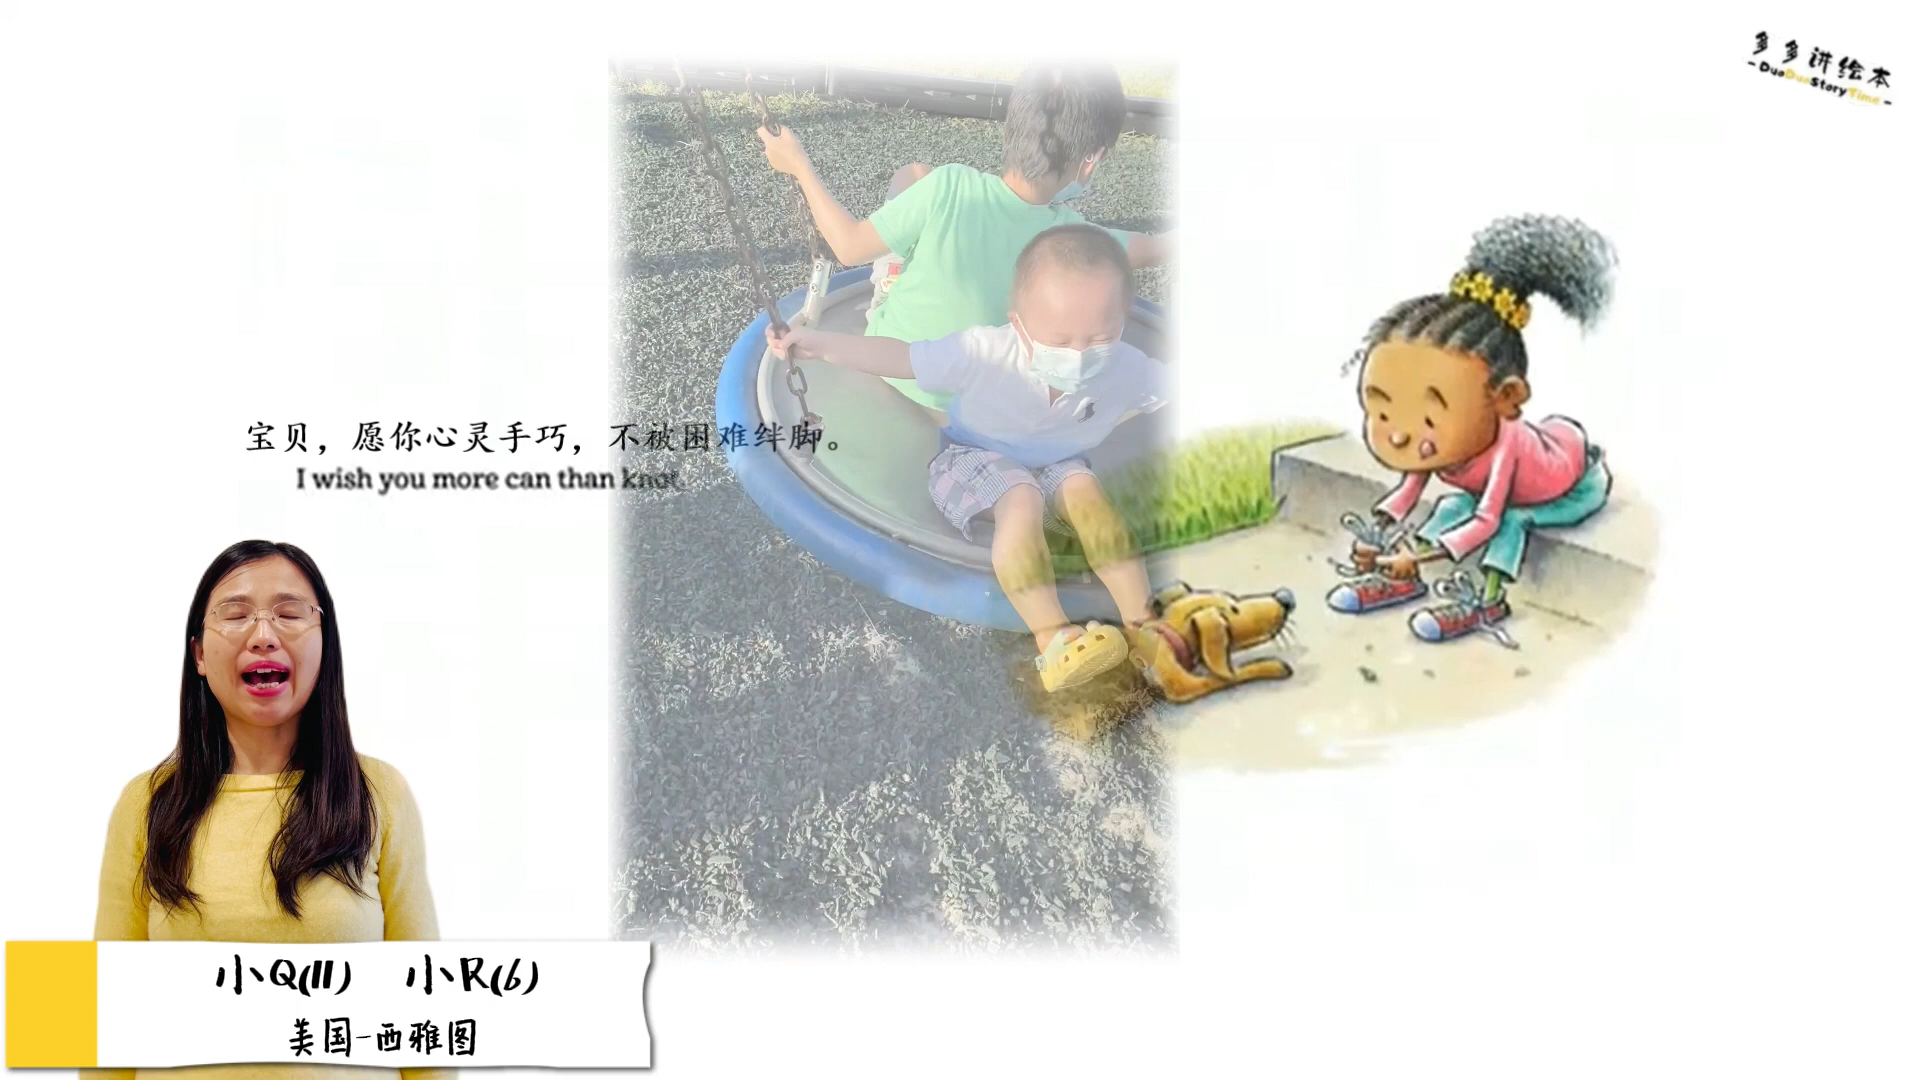 多多讲绘本
-DuoDuoStoryTime-
宝贝，愿你心灵手巧，不被困难绊脚。
I wish you more can than knot.
小Q(11) 小R(6)
美国-西雅图